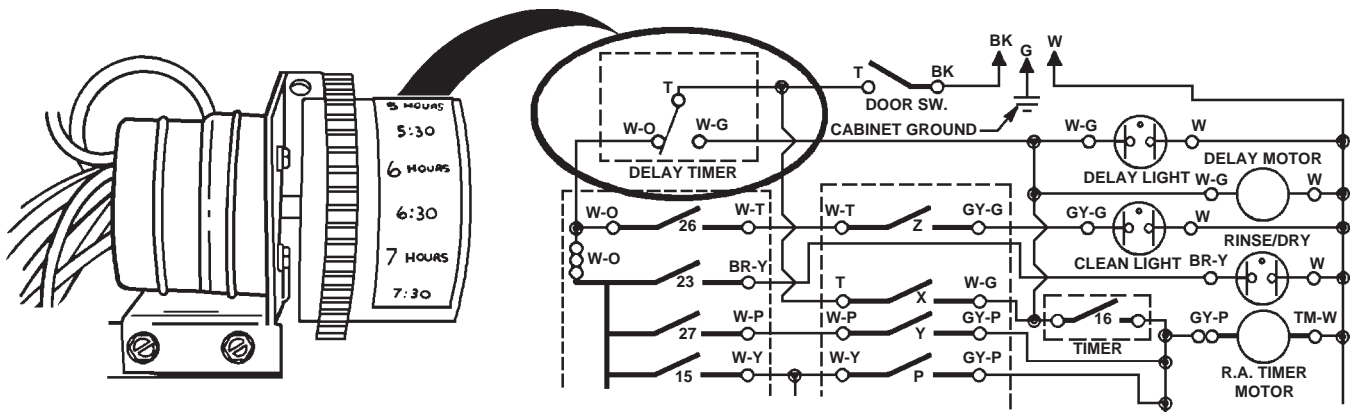 5 HOURS
5:30
6 HOURS
6:30
7 HOURS
7:30
BK G W
T BK
DOOR SW.
CABINET GROUND
T
W-O W-G
DELAY TIMER
W-G W
DELAY LIGHT
DELAY MOTOR
W-G W
W-O 26 W-T W-T Z GY-G GY-G W
CLEAN LIGHT
RINSE/DRY
W-O
23 BR-Y BR-Y W
T X W-G
16
TIMER
27 W-P W-P Y GY-P
GY-P TM-W
R.A. TIMER
MOTOR
15 W-Y W-Y P GY-P